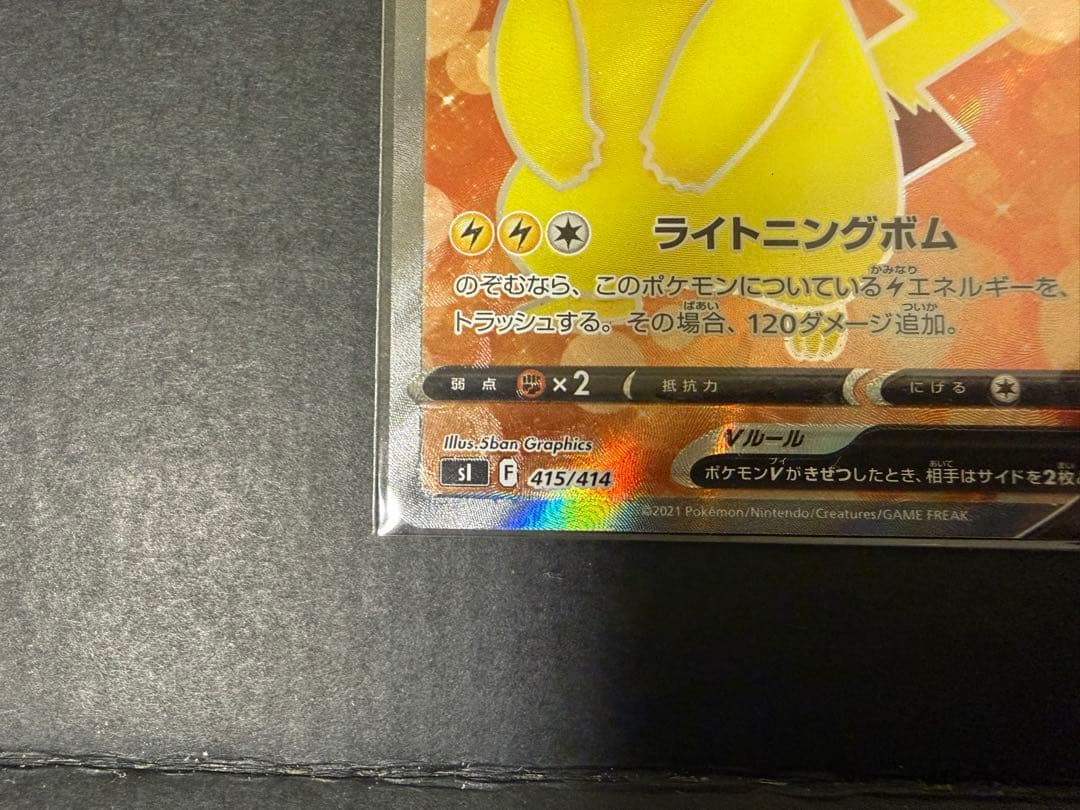 ライトニングボム
のぞむなら、このポケモンについているエネルギーを、
トラッシュする。その場合、120ダメージ追加。
弱点 ×2 抵抗力 にげる
Illus. 5ban Graphics
Vルール
sI F 415/414
ポケモンVがきぜつしたとき、相手はサイドを2枚
©2021 Pokémon/Nintendo/Creatures/GAME FREAK.